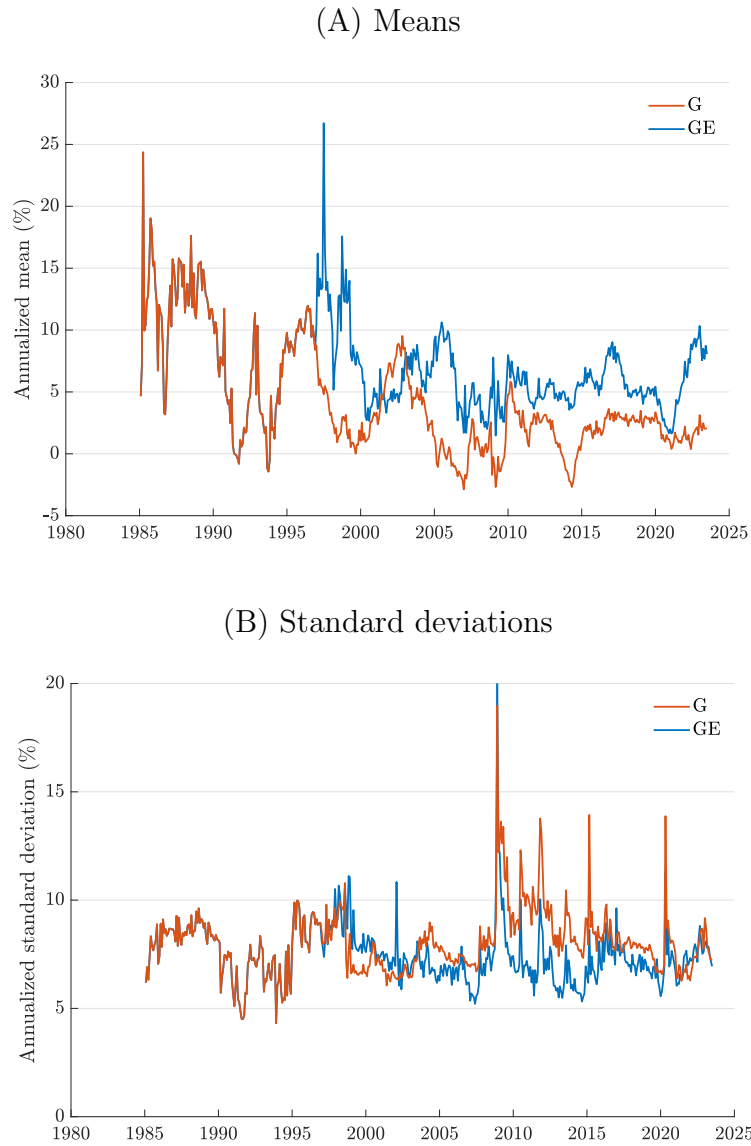 (A) Means
30
25
20
15
10
5
0
-5
Annualized mean (%)
G
GE
1980 1985 1990 1995 2000 2005 2010 2015 2020 2025
(B) Standard deviations
20
15
10
5
0
Annualized standard deviation (%)
G
GE
1980 1985 1990 1995 2000 2005 2010 2015 2020 2025